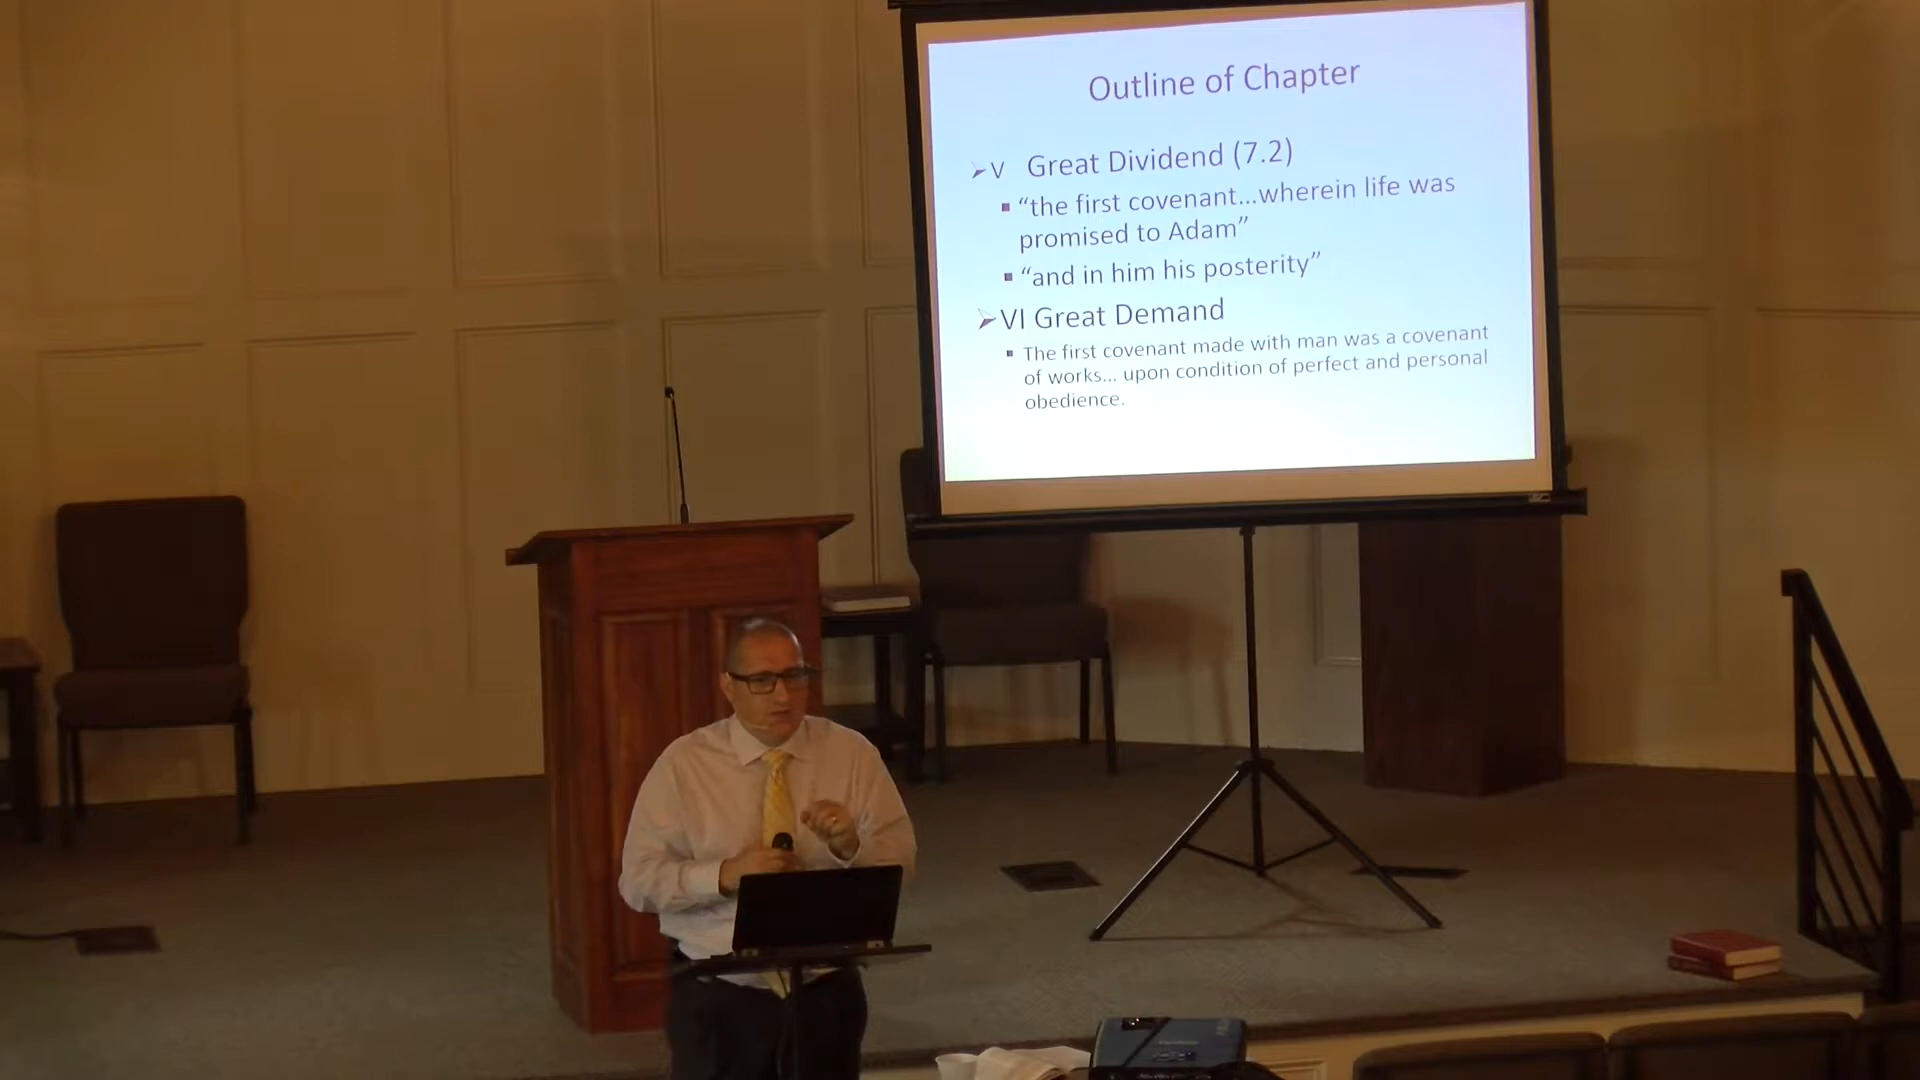 Outline of Chapter
V Great Dividend (7.2)
“the first covenant...wherein life was
promised to Adam”
“and in him his posterity”
VI Great Demand
The first covenant made with man was a covenant
of works... upon condition of perfect and personal
obedience.